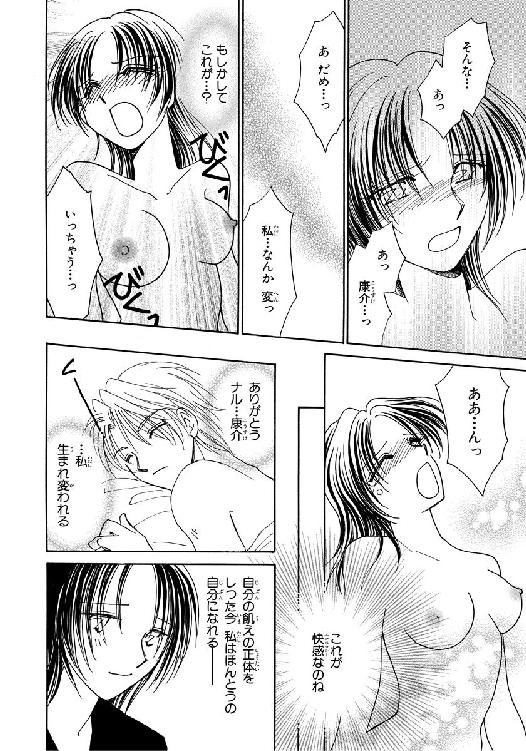 そんな…
あっ
あっ
康介…っ
あ だめ…っ
私…なんか 変っ
もしかして
これが…?
びくっ
びくっ
いっちゃう…っ
ああ…んっ
これが
快感なのね
ありがとう
ナル…康介
…私
生まれ変われる
自分の飢えの正体を
しった今 私はほんとうの
自分になれる――